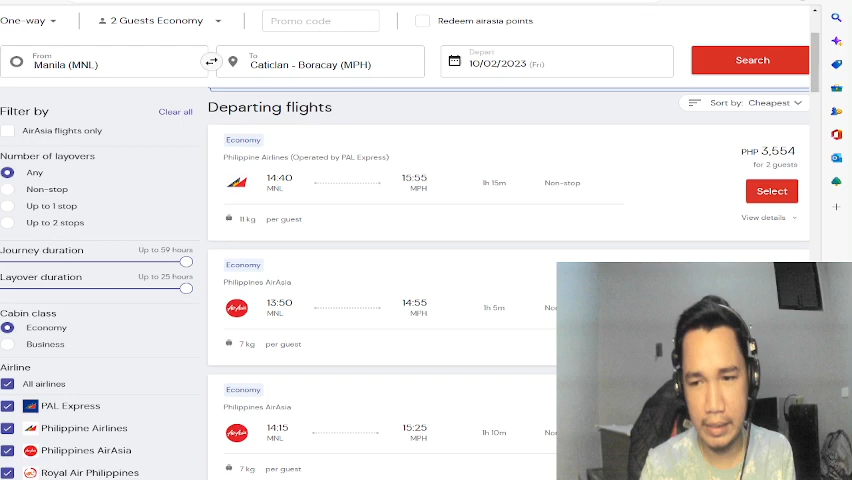 One-way
2 Guests Economy
Promo code
Redeem airasia points
From
Manila (MNL)
To
Caticlan - Boracay (MPH)
Depart
10/02/2023 (Fri)
Search
Filter by
Clear all
AirAsia flights only
Number of layovers
Any
Non-stop
Up to 1 stop
Up to 2 stops
Journey duration
Up to 59 hours
Layover duration
Up to 25 hours
Cabin class
Economy
Business
Airline
All airlines
PAL Express
Philippine Airlines
Philippines AirAsia
Royal Air Philippines
Departing flights
Sort by: Cheapest
Economy
Philippine Airlines (Operated by PAL Express)
14:40
MNL
15:55
MPH
1h 15m
Non-stop
11 kg per guest
PHP 3,554
for 2 guests
Select
View details
Economy
Philippines AirAsia
AirAsia
13:50
MNL
14:55
MPH
1h 5m
No
7 kg per guest
Economy
Philippines AirAsia
AirAsia
14:15
MNL
15:25
MPH
1h 10m
No
7 kg per guest